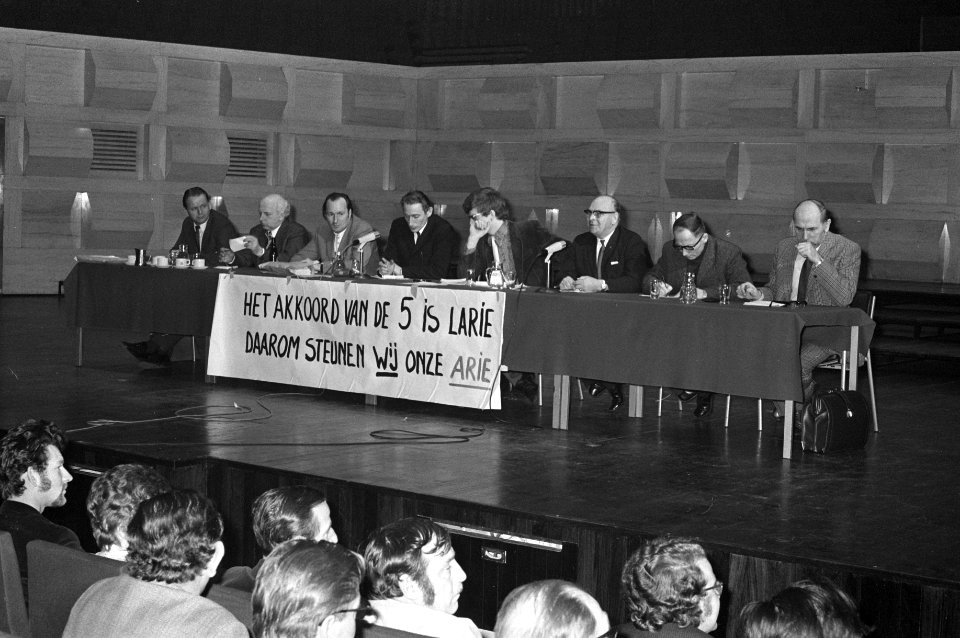 HET AKKOORD VAN DE 5 iS LARIE
DAAROM STEUNEN WIJ ONZE ARIE